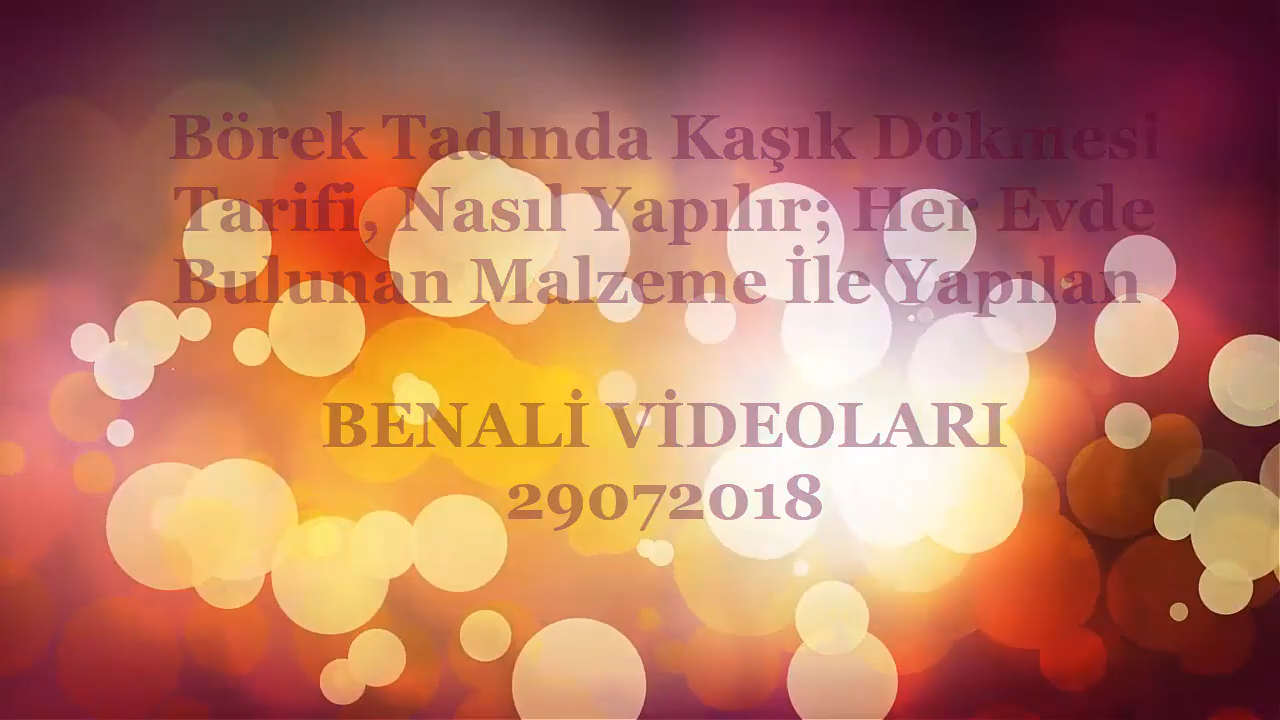 Börek Tadında Kaşık Dökmesi
Tarifi, Nasıl Yapılır; Her Evde
Bulunan Malzeme İle Yapılan
BENALİ VİDEOLARI
29072018